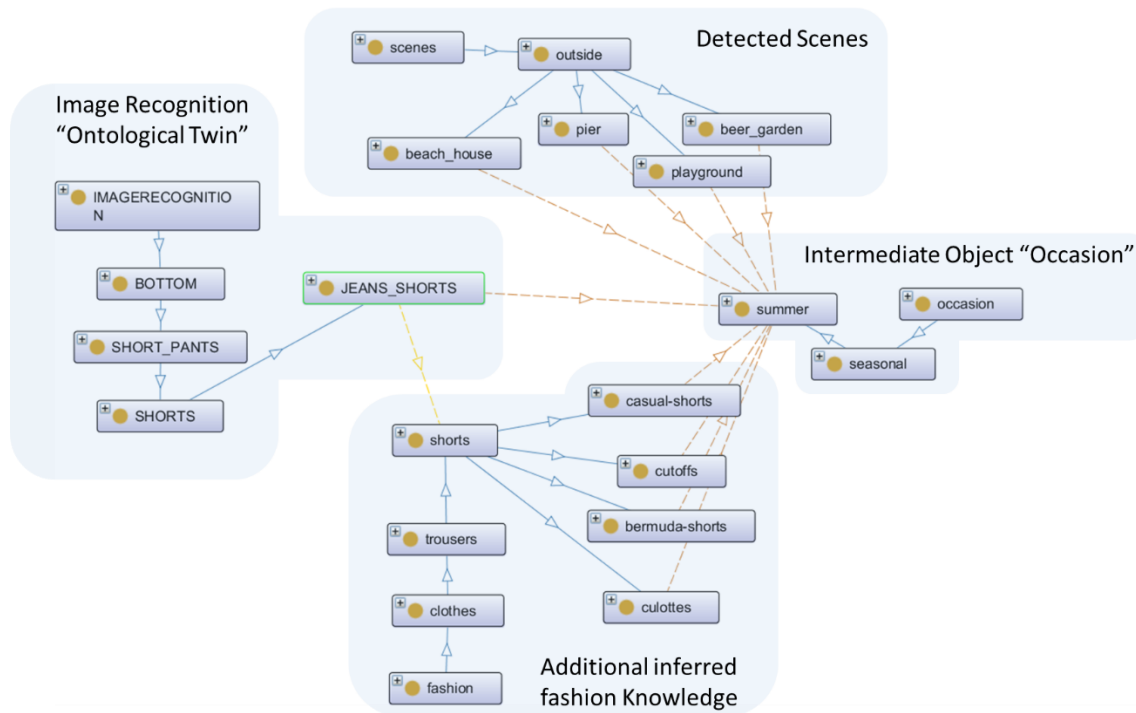 Detected Scenes
scenes
outside
pier
beer_garden
beach_house
playground
Image Recognition
“Ontological Twin”
IMAGERECOGNITIO
N
BOTTOM
SHORT_PANTS
SHORTS
JEANS_SHORTS
Intermediate Object “Occasion”
summer
occasion
seasonal
casual-shorts
shorts
cutoffs
bermuda-shorts
trousers
clothes
culottes
fashion
Additional inferred
fashion Knowledge